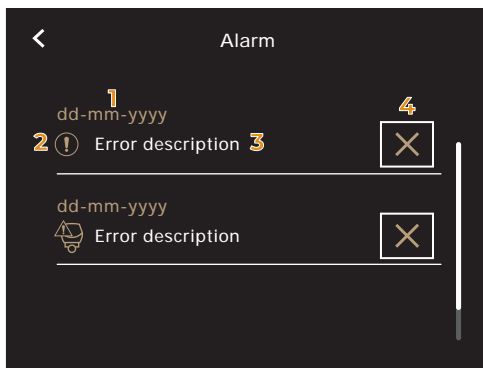 Alarm
1
dd-mm-yyyy
4
2 Error description 3
dd-mm-yyyy
Error description